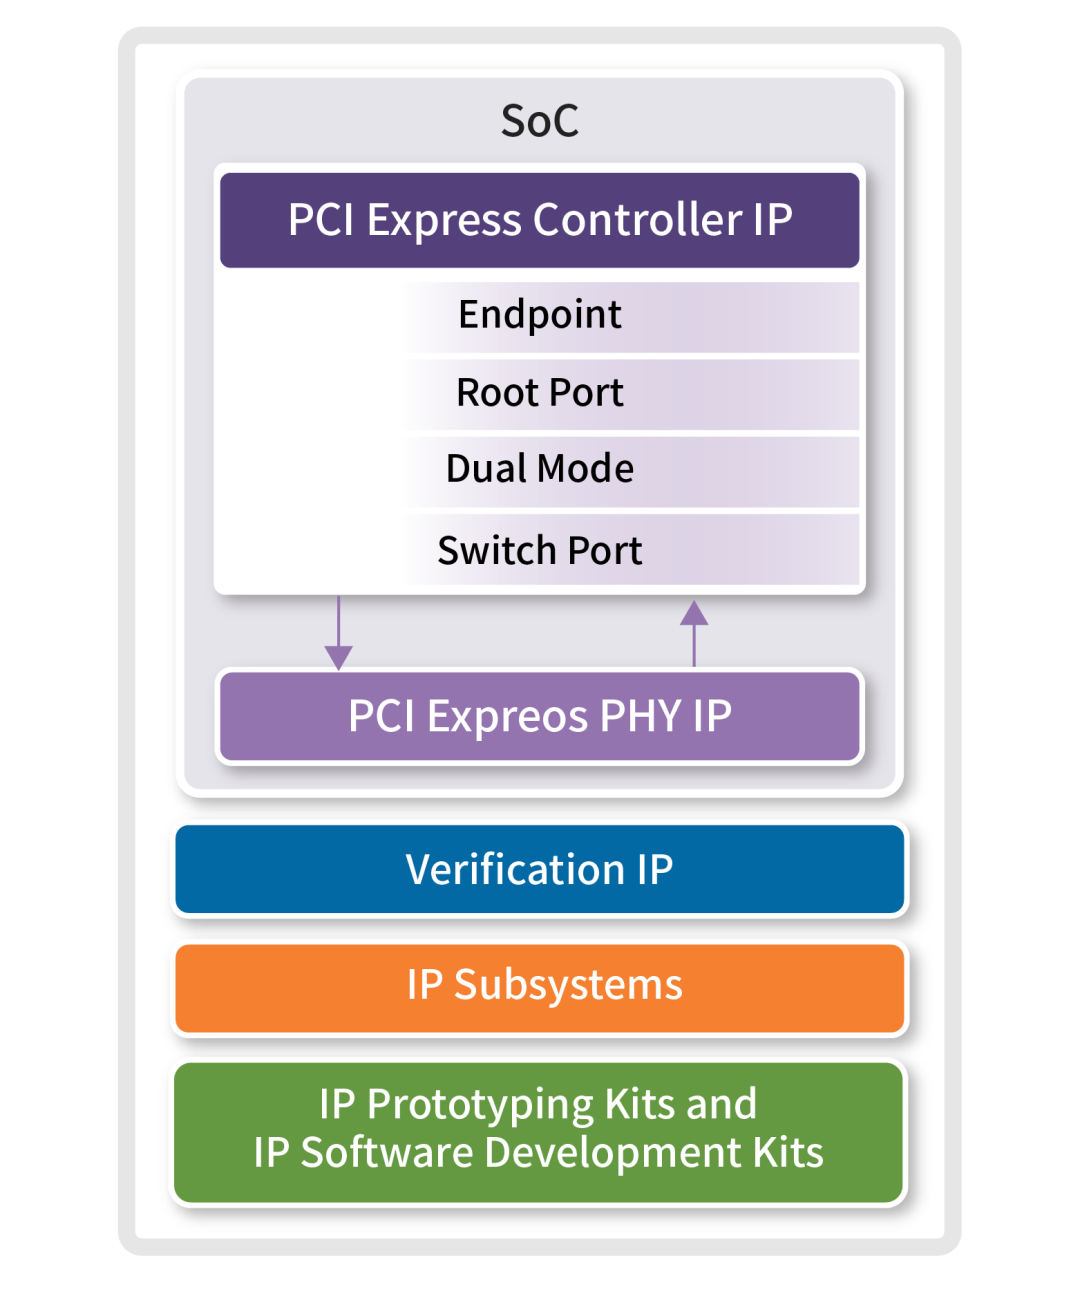 SoC
PCI Express Controller IP
Endpoint
Root Port
Dual Mode
Switch Port
PCI Expreos PHY IP
Verification IP
IP Subsystems
IP Prototyping Kits and
IP Software Development Kits